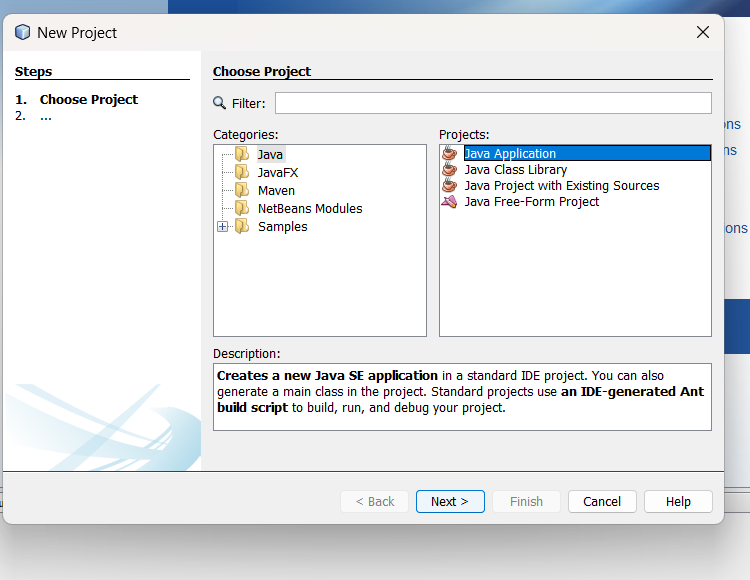 New Project
Steps
1. Choose Project
2. ...
Choose Project
Filter:
Categories:
Java
JavaFX
Maven
NetBeans Modules
Samples
Projects:
Java Application
Java Class Library
Java Project with Existing Sources
Java Free-Form Project
Description:
Creates a new Java SE application in a standard IDE project. You can also
generate a main class in the project. Standard projects use an IDE-generated Ant
build script to build, run, and debug your project.
< Back
Next >
Finish
Cancel
Help
ons
ns
ons